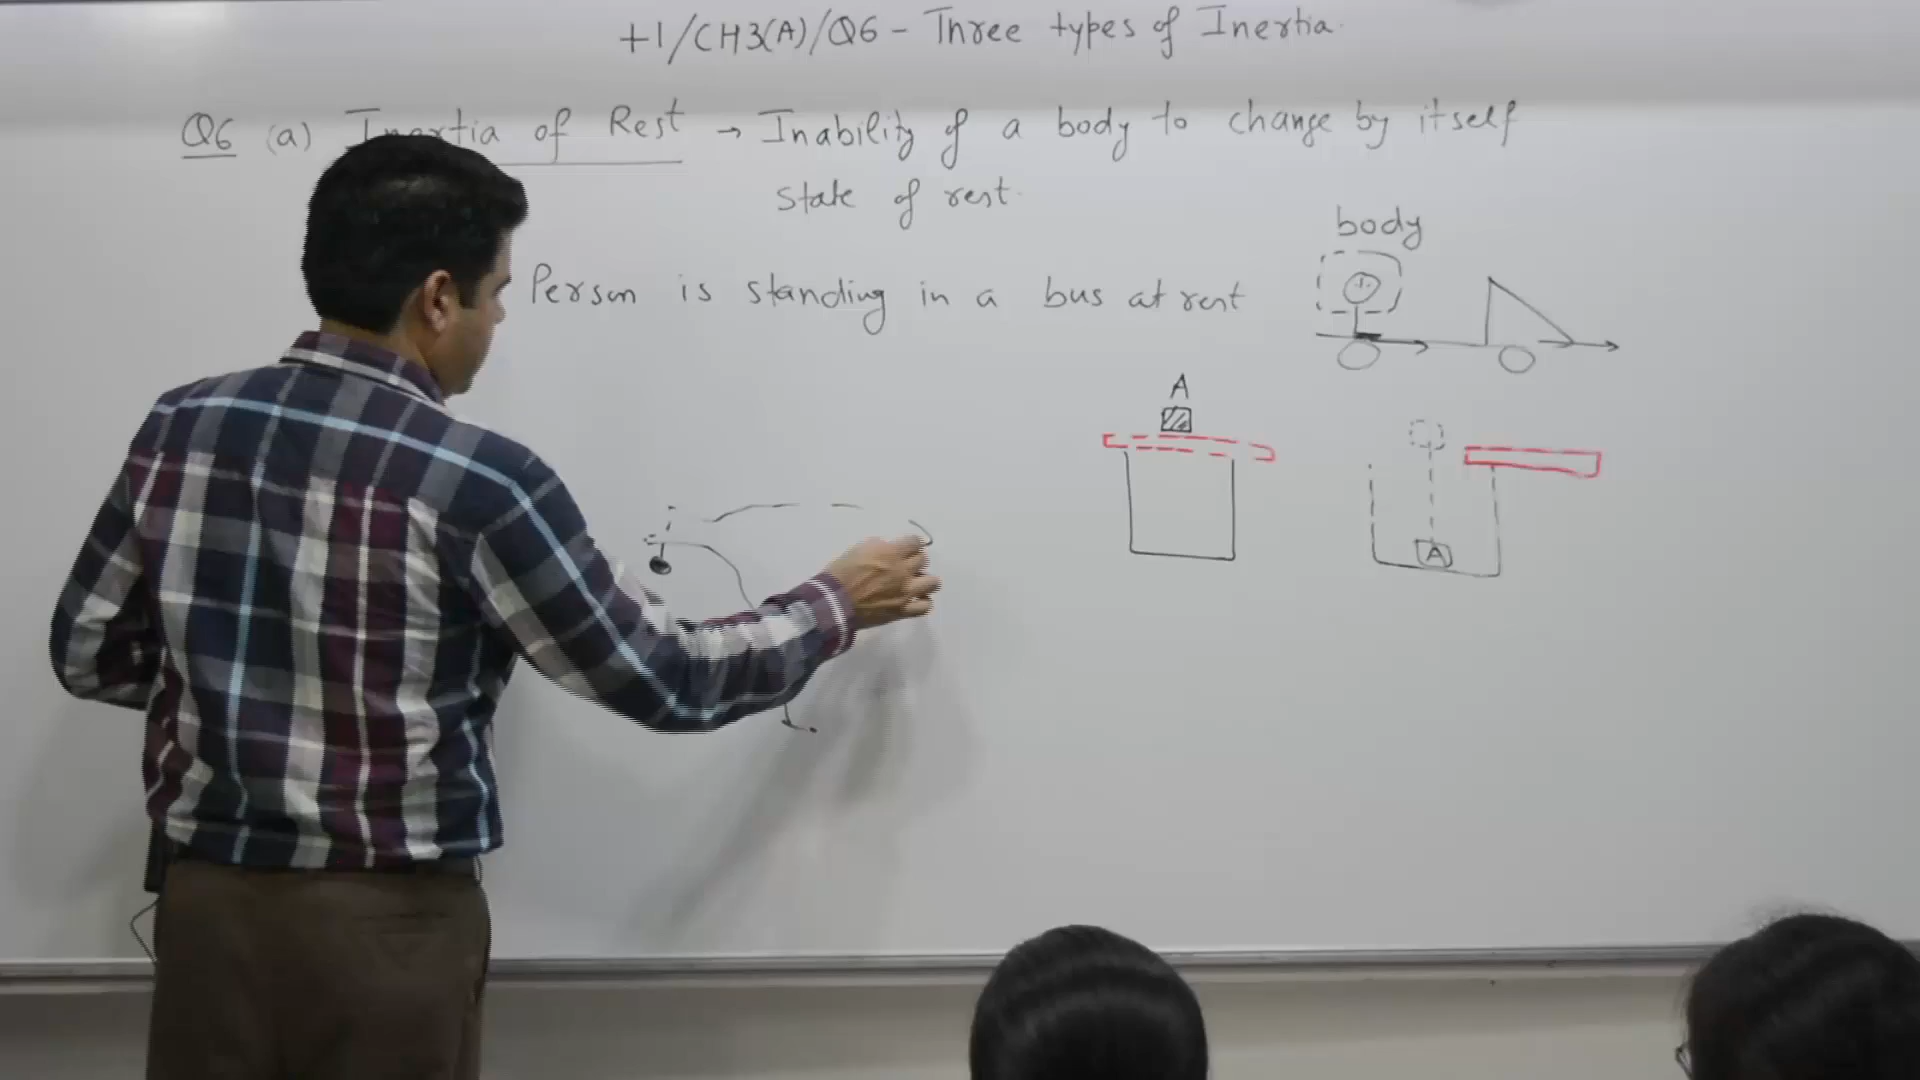 +1/CH3(A)/Q6 - Three types of Inertia.
Q6 (a) Inertia of Rest → Inability of a body to change by itself
state of rest.
Person is standing in a bus at rest
body
A
A